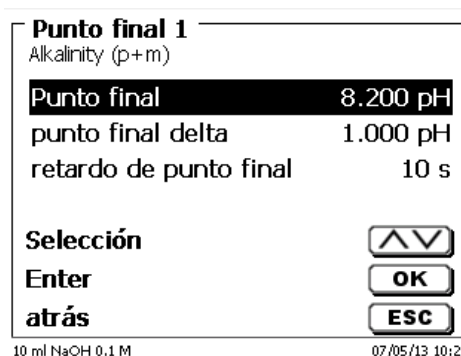 Punto final 1
Alkalinity (p+m)
Punto final 8.200 pH
punto final delta 1.000 pH
retardo de punto final 10 s
Selección
Enter OK
atrás ESC
10 ml NaOH 0.1 M 07/05/13 10:2